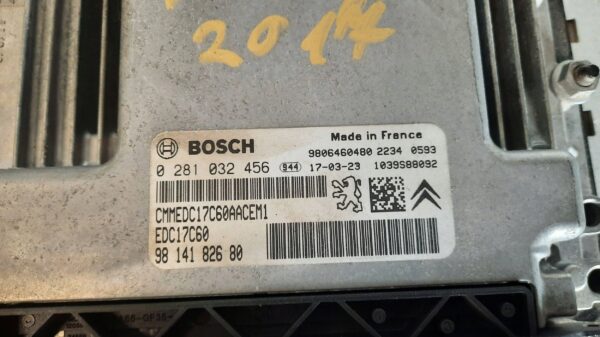 2017
BOSCH
Made in France
9806460480 2234 0593
0 281 032 456 944 17-03-23 1039S88092
CMMEDC17C60AACEM1
EDC17C60
98 141 826 80